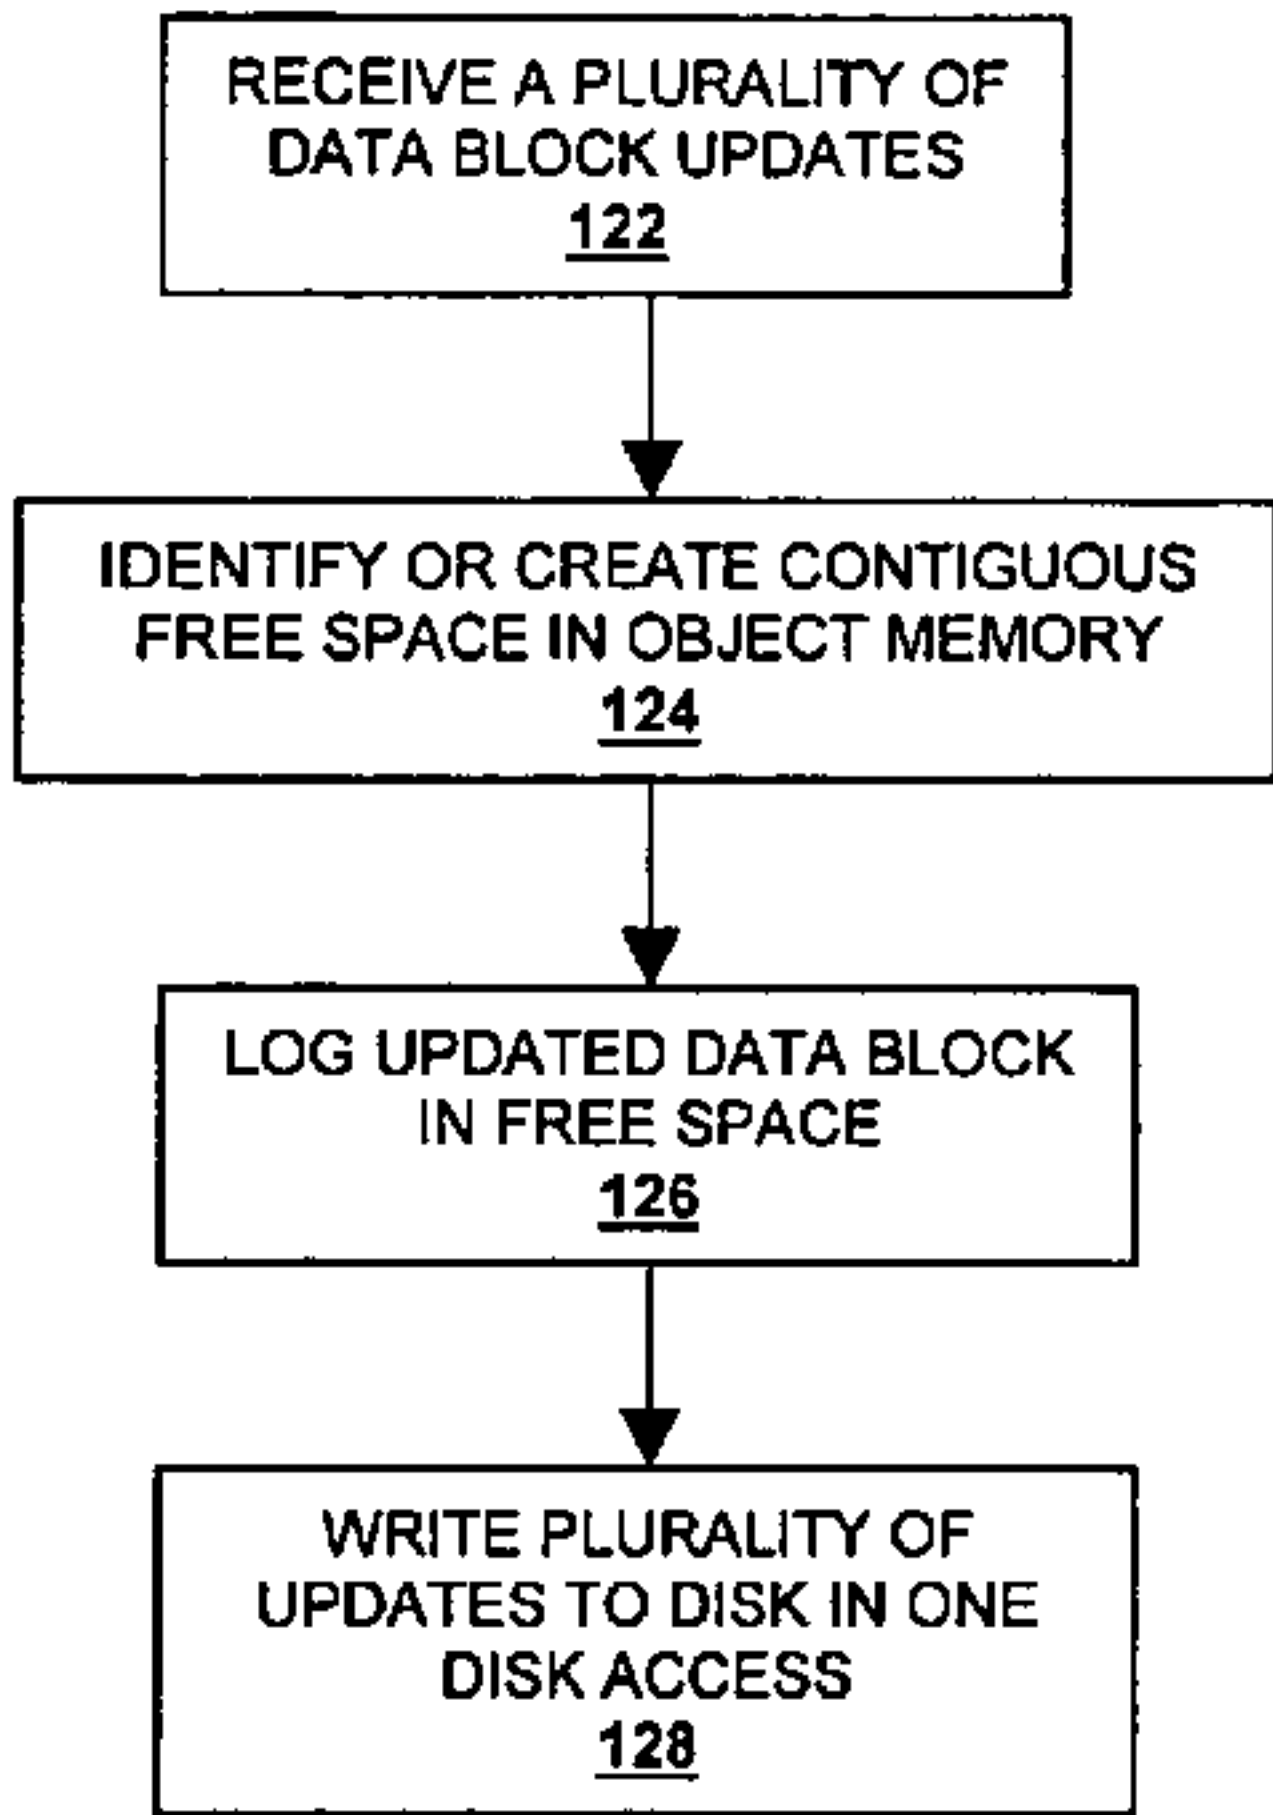 RECEIVE A PLURALITY OF
DATA BLOCK UPDATES
122
IDENTIFY OR CREATE CONTIGUOUS
FREE SPACE IN OBJECT MEMORY
124
LOG UPDATED DATA BLOCK
IN FREE SPACE
126
WRITE PLURALITY OF
UPDATES TO DISK IN ONE
DISK ACCESS
128